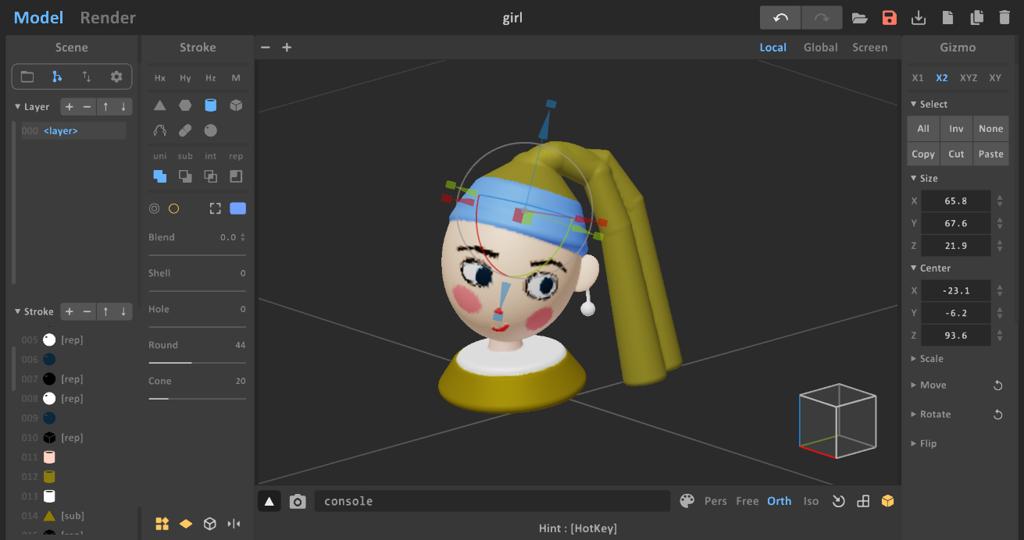 Model Render
girl
Scene
Stroke
Local Global Screen
Gizmo
Hx Hy Hz M
X1 X2 XYZ XY
Layer
000 <layer>
uni sub int rep
Blend 0.0
Shell 0
Hole 0
Round 44
Cone 20
Stroke
005 [rep]
006
007 [rep]
008 [rep]
009
010 [rep]
011
012
013
014 [sub]
Select
All Inv None
Copy Cut Paste
Size
X 65.8
Y 67.6
Z 21.9
Center
X -23.1
Y -6.2
Z 93.6
Scale
Move
Rotate
Flip
console
Pers Free Orth Iso
Hint : [HotKey]